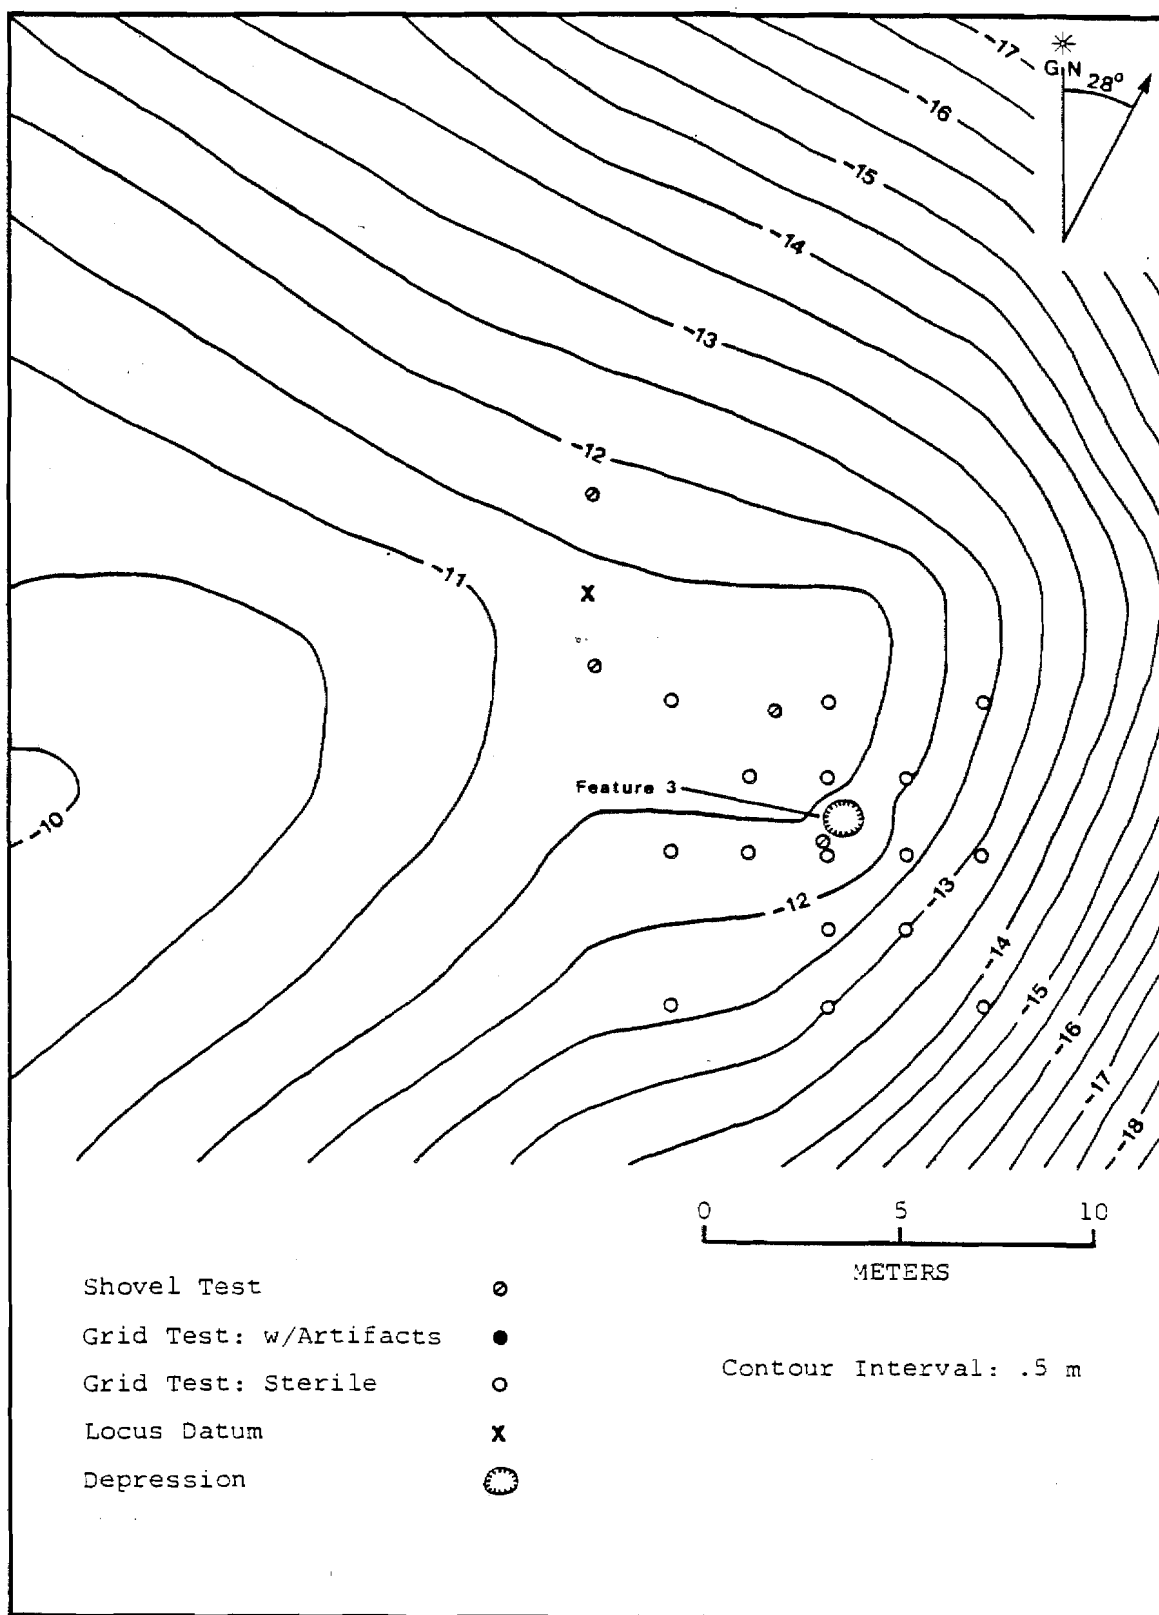 -17
GN
28°
-16
-15
-14
-13
-12
-11
Feature 3
-10
-12
-13
-14
-15
-16
-17
-18
0 5 10
METERS
Shovel Test
Grid Test: w/Artifacts
Contour Interval: .5 m
Grid Test: Sterile
Locus Datum X
Depression